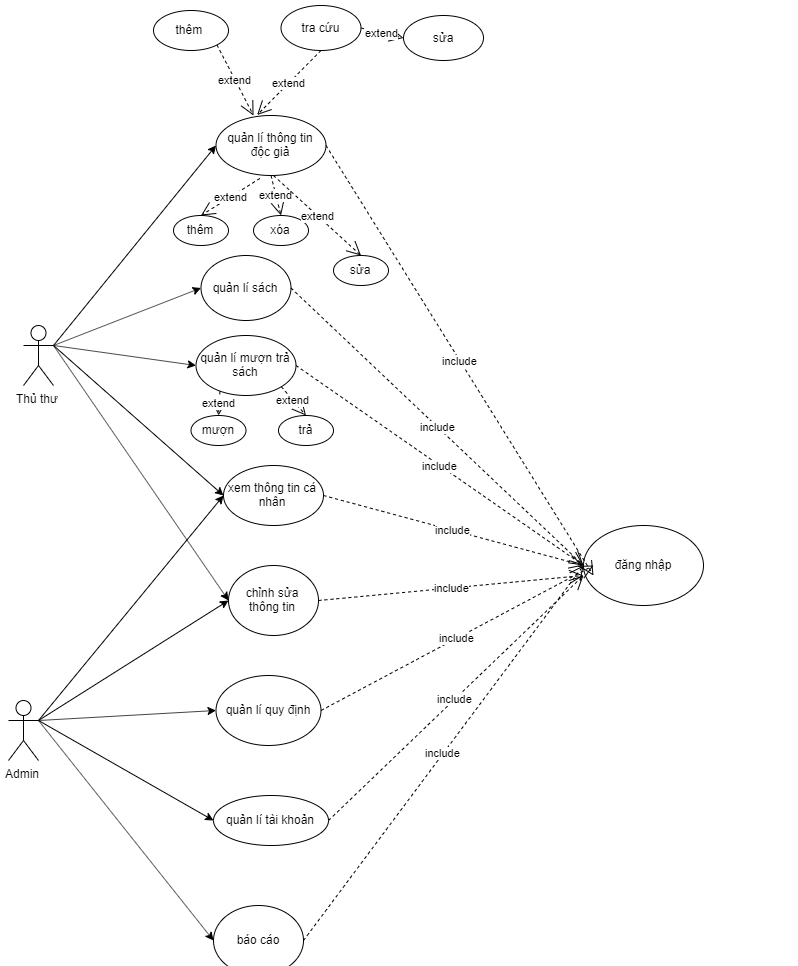 thêm
tra cứu
extend
sửa
extend
extend
quản lí thông tin
độc giả
extend
extend
extend
thêm
xóa
sửa
quản lí sách
Thủ thư
quản lí mượn trả
sách
include
extend
extend
mượn
trả
include
include
xem thông tin cá
nhân
include
đăng nhập
chỉnh sửa
thông tin
include
include
quản lí quy định
include
Admin
include
quản lí tài khoản
báo cáo